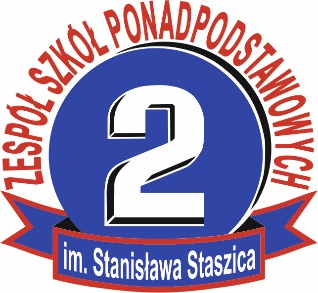 ZESPÓŁ SZKÓŁ PONADPODSTAWOWYCH
2
im. Stanisława Staszica